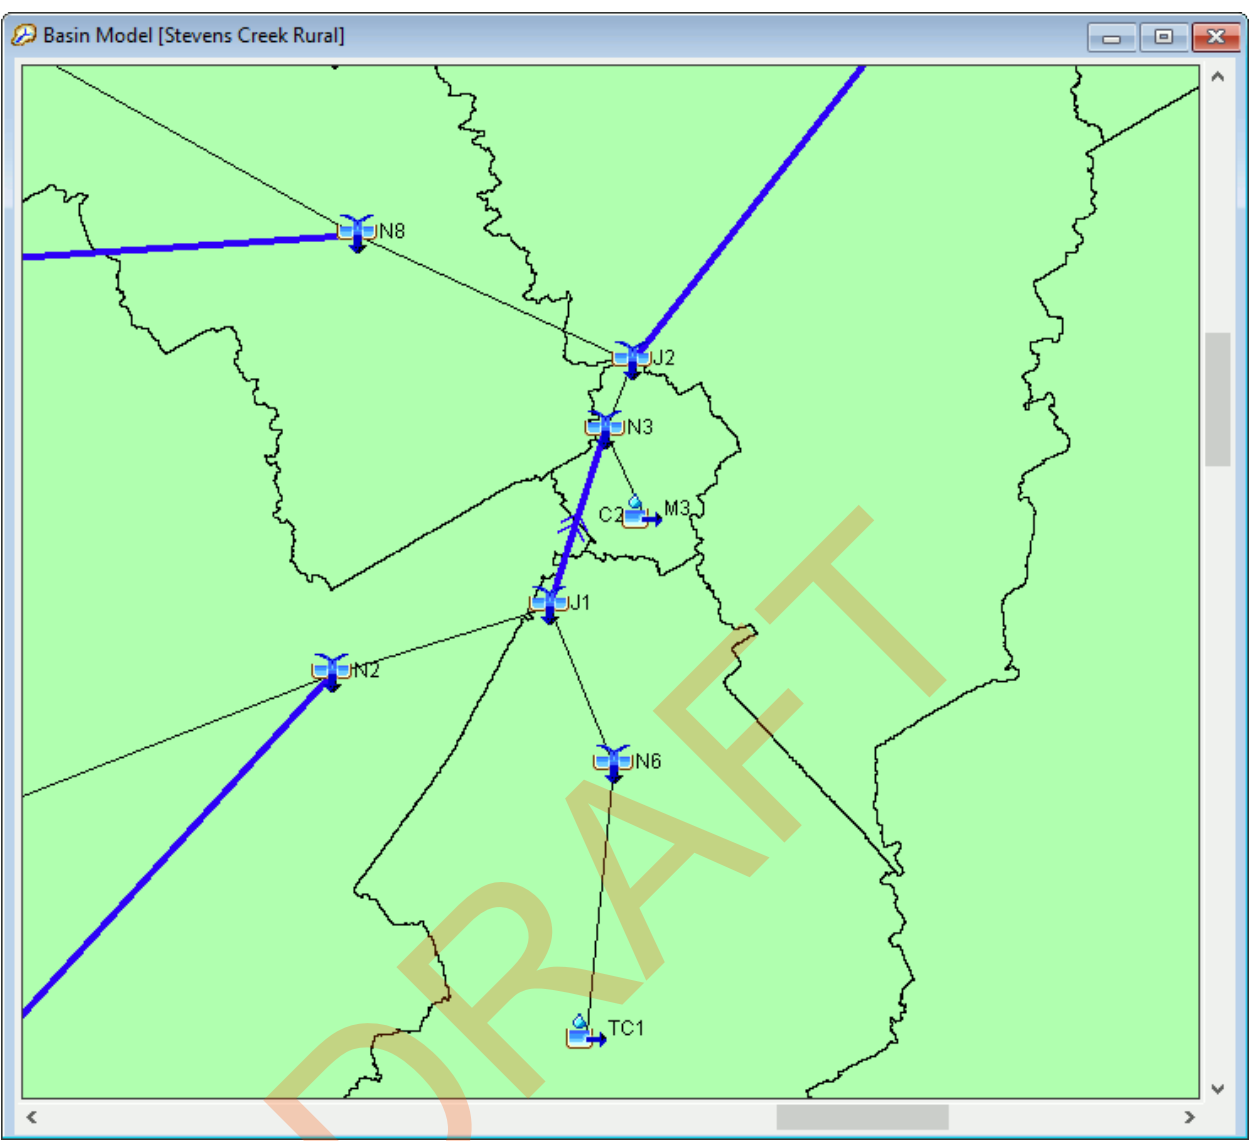 Basin Model [Stevens Creek Rural]
N8
J2
N3
C2 M3
J1
N2
N6
TC1
DRAFT